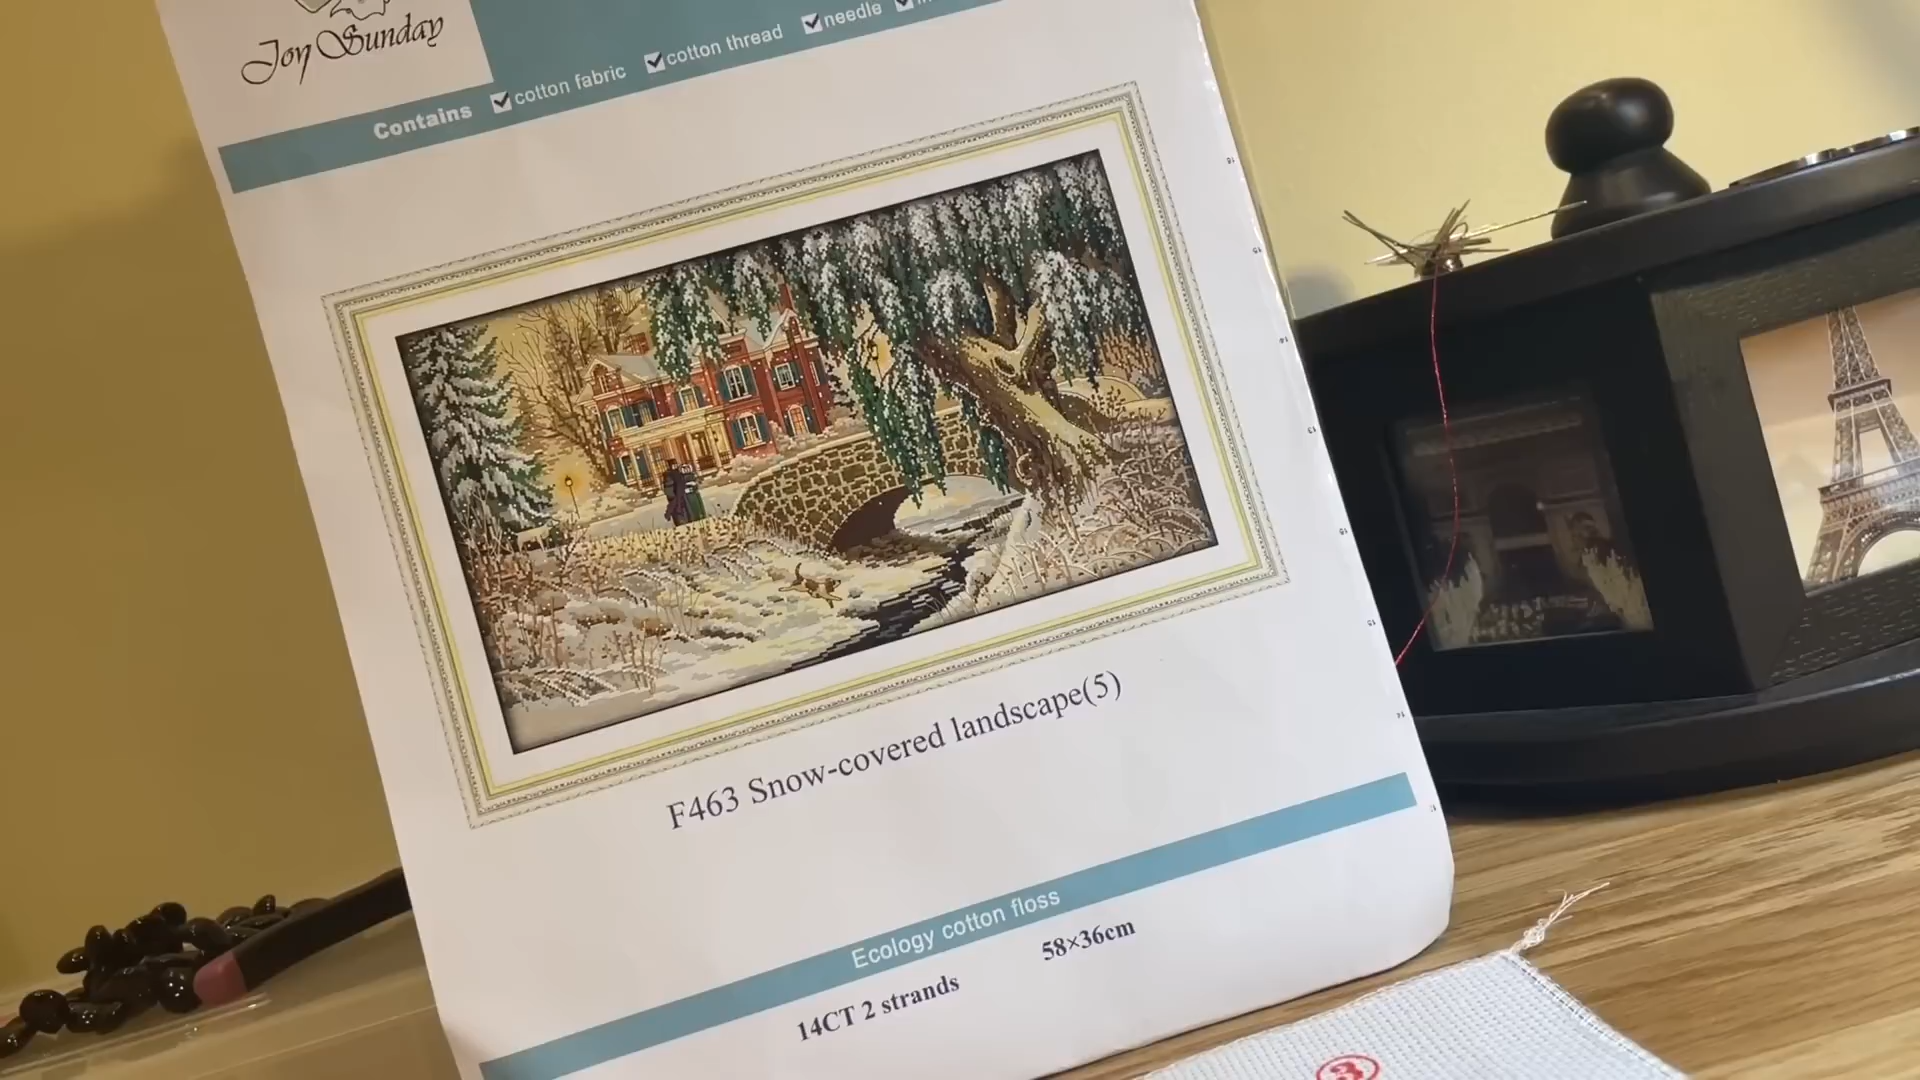 Joy Sunday
Contains cotton fabric cotton thread needle
F463 Snow-covered landscape(5)
Ecology cotton floss
14CT 2 strands 58×36cm
3